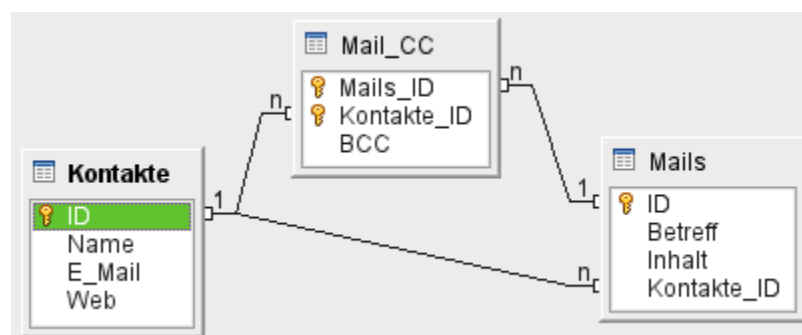 Mail_CC
Mails_ID
Kontakte_ID
BCC
n
n
Kontakte
ID
Name
E_Mail
Web
1
Mails
ID
Betreff
Inhalt
Kontakte_ID
1
n